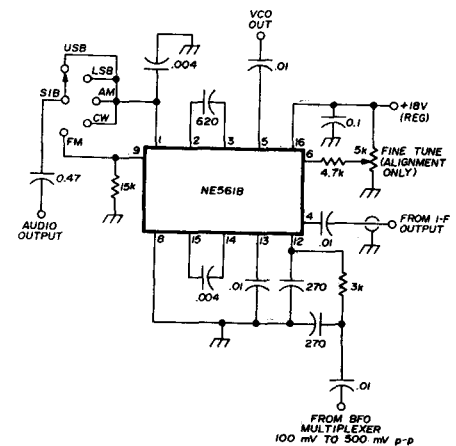 VCO
OUT
USB
LSB
S1B
AM
CW
FM
.004
.01
620
+18V
(REG)
0.1
1
2
3
5
16
9
6
4.7k
5k
FINE TUNE
(ALIGNMENT
ONLY)
15k
NE561B
0.47
AUDIO
OUTPUT
4
.01
FROM I-F
OUTPUT
8
15
14
13
12
.004
.01
270
3k
270
.01
FROM BFO
MULTIPLEXER
100 mV TO 500 mV p-p